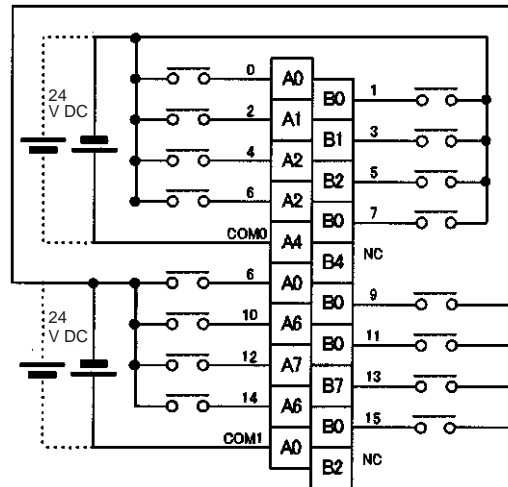 24
V DC
0 A0
B0 1
2 A1
B1 3
4 A2
B2 5
6 A2
B0 7
COM0 A4
B4 NC
6 A0
B0 9
10 A6
B0 11
12 A7
B7 13
14 A6
B0 15
COM1 A0
B2 NC
24
V DC